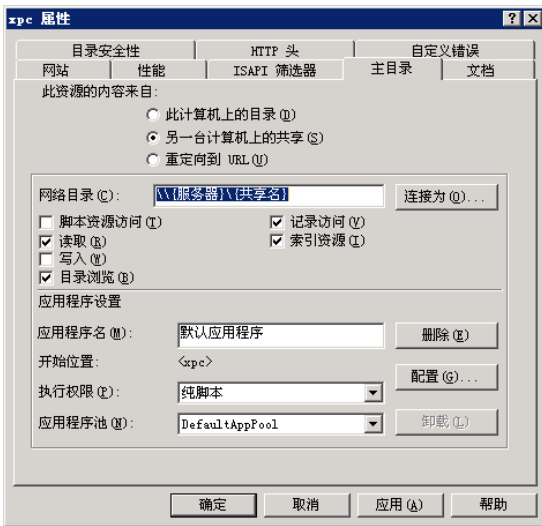 xpc 属性
目录安全性 HTTP 头 自定义错误
网站 性能 ISAPI 筛选器 主目录 文档
此资源的内容来自:
此计算机上的目录(D)
另一台计算机上的共享(S)
重定向到 URL(U)
网络目录(C): \\{服务器}\{共享名} 连接为(O)...
脚本资源访问(T) 记录访问(V)
读取(R) 索引资源(I)
写入(W)
目录浏览(B)
应用程序设置
应用程序名(M): 默认应用程序 删除(E)
开始位置: <xpc>
配置(G)...
执行权限(P): 纯脚本
应用程序池(N): DefaultAppPool 卸载(L)
确定 取消 应用(A) 帮助